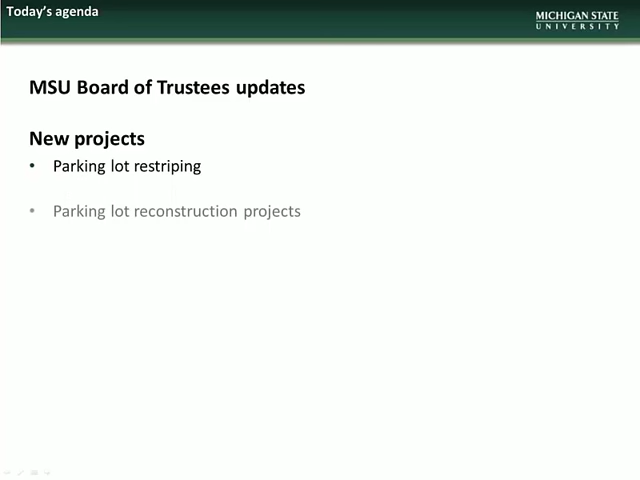 Today's agenda
MICHIGAN STATE
UNIVERSITY
MSU Board of Trustees updates
New projects
• Parking lot restriping
• Parking lot reconstruction projects